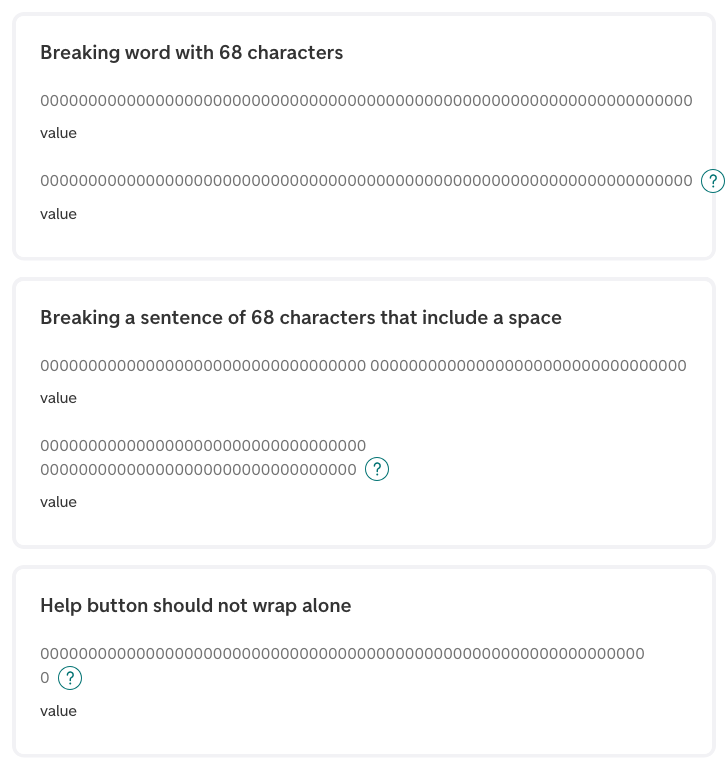 Breaking word with 68 characters
00000000000000000000000000000000000000000000000000000000000000000000
value
00000000000000000000000000000000000000000000000000000000000000000000 ?
value
Breaking a sentence of 68 characters that include a space
0000000000000000000000000000000000 000000000000000000000000000000000
value
0000000000000000000000000000000000
000000000000000000000000000000000 ?
value
Help button should not wrap alone
000000000000000000000000000000000000000000000000000000000000000
0 ?
value